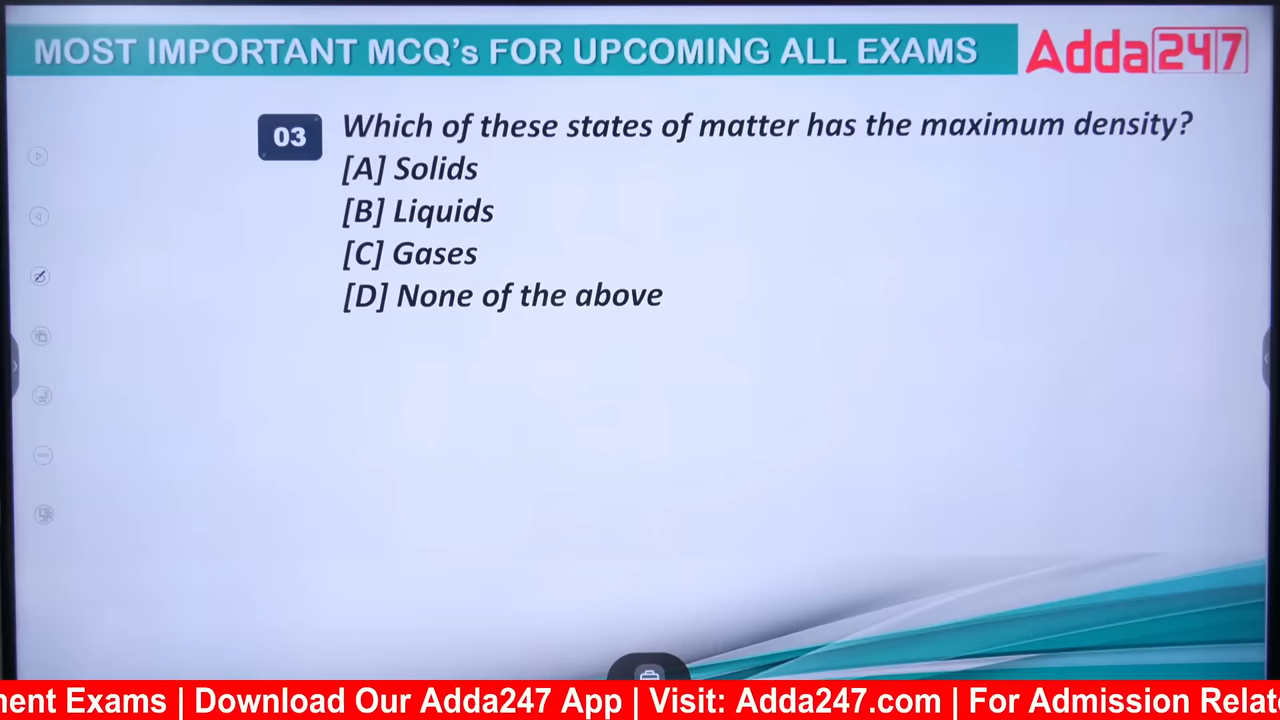 MOST IMPORTANT MCQ's FOR UPCOMING ALL EXAMS
Adda247
03
Which of these states of matter has the maximum density?
[A] Solids
[B] Liquids
[C] Gases
[D] None of the above
nent Exams | Download Our Adda247 App | Visit: Adda247.com | For Admission Relat